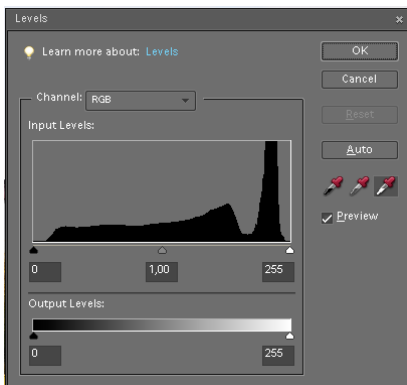 Levels
Learn more about: Levels
OK
Cancel
Reset
Auto
Preview
Channel: RGB
Input Levels:
0 1,00 255
Output Levels:
0 255